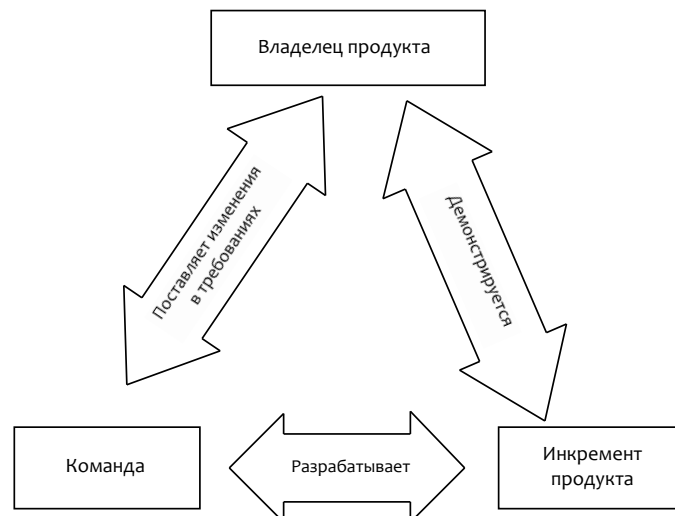 Владелец продукта
Поставляет изменения
в требованиях
Демонстрируется
Команда
Разрабатывает
Инкремент
продукта